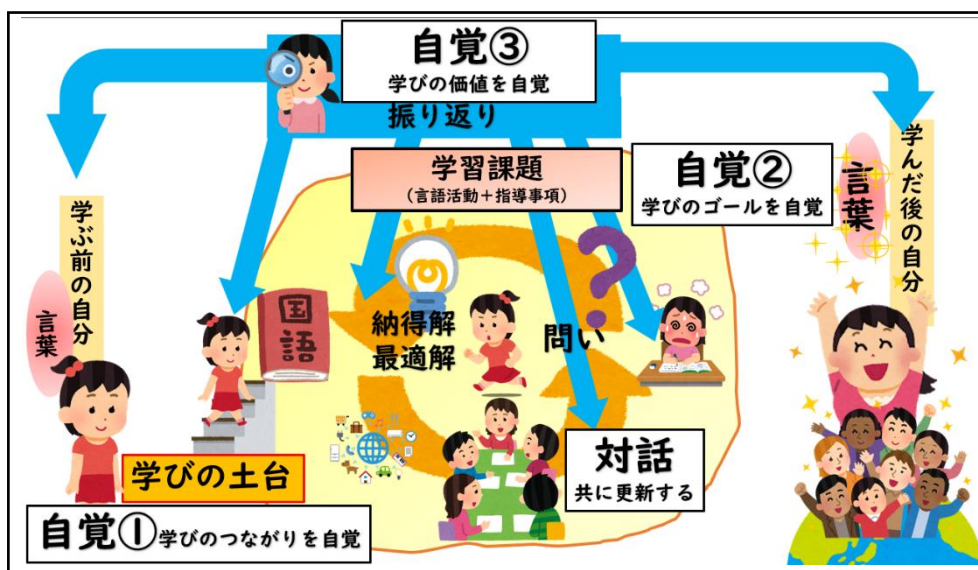 自覚③
学びの価値を自覚
振り返り
学習課題
(言語活動+指導事項)
自覚②
学びのゴールを自覚
学ぶ前の自分
言葉
国語
納得解
最適解
問い
?
学んだ後の自分
言葉
対話
共に更新する
学びの土台
自覚①学びのつながりを自覚